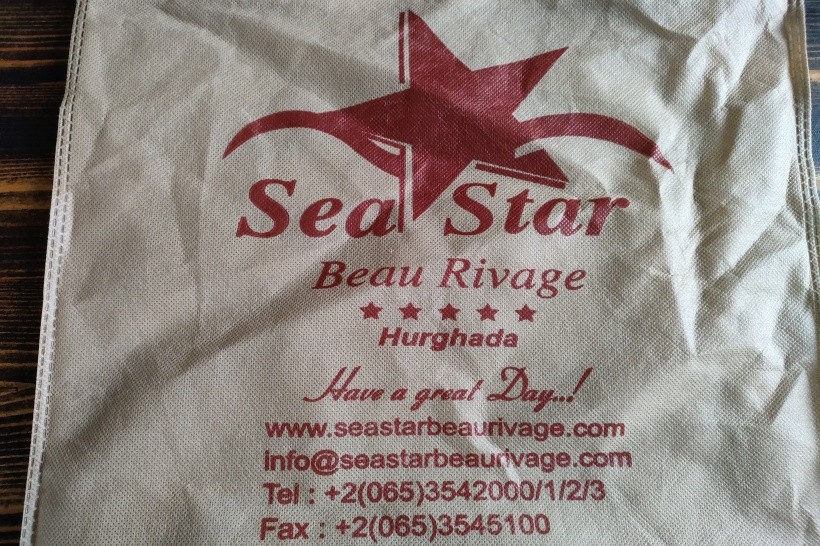 Sea Star
Beau Rivage
★★★★★
Hurghada
Have a great Day...!
www.seastarbeaurivage.com
info@seastarbeaurivage.com
Tel : +2(065)3542000/1/2/3
Fax : +2(065)3545100